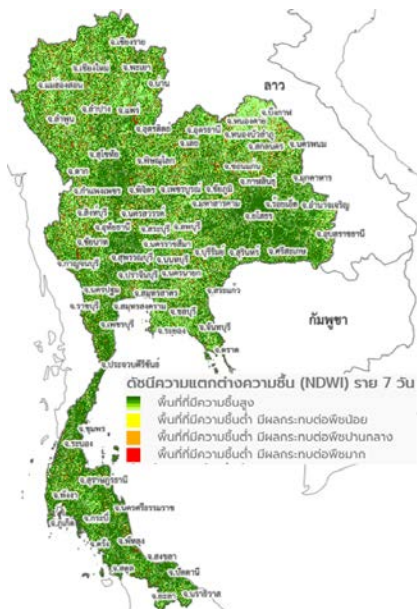 จ.เชียงราย
จ.เชียงใหม่
จ.พะเยา
จ.น่าน
จ.แม่ฮ่องสอน
ลาว
จ.ลำปาง
จ.แพร่
จ.ลำพูน
จ.บึงกาฬ
จ.หนองคาย
จ.อุตรดิตถ์
จ.อุดรธานี
จ.หนองบัวลำภู
จ.เลย
จ.สกลนคร
จ.นครพนม
จ.สุโขทัย
จ.พิษณุโลก
จ.ขอนแก่น
จ.ตาก
จ.กาฬสินธุ์
จ.มุกดาหาร
จ.กำแพงเพชร
จ.พิจิตร
จ.เพชรบูรณ์
จ.ชัยภูมิ
จ.มหาสารคาม
จ.ร้อยเอ็ด
จ.อำนาจเจริญ
จ.ยโสธร
จ.สิงห์บุรี
จ.นครสวรรค์
จ.อุทัยธานี
จ.สระบุรี
จ.ลพบุรี
จ.อุบลราชธานี
จ.ชัยนาท
จ.นครราชสีมา
จ.บุรีรัมย์
จ.สุรินทร์
จ.ศรีสะเกษ
จ.สุพรรณบุรี
จ.นนทบุรี
จ.กาญจนบุรี
จ.ปราจีนบุรี
จ.นครนายก
จ.นครปฐม
จ.สมุทรสาคร
จ.สระแก้ว
จ.ราชบุรี
จ.สมุทรสงคราม
จ.ชลบุรี
จ.เพชรบุรี
จ.ระยอง
จ.จันทบุรี
กัมพูชา
จ.ตราด
จ.ประจวบคีรีขันธ์
ดัชนีความแตกต่างความชื้น (NDWI) ราย 7 วัน
พื้นที่ที่มีความชื้นสูง
พื้นที่ที่มีความชื้นต่ำ มีผลกระทบต่อพืชน้อย
พื้นที่ที่มีความชื้นต่ำ มีผลกระทบต่อพืชปานกลาง
พื้นที่ที่มีความชื้นต่ำ มีผลกระทบต่อพืชมาก
จ.ชุมพร
จ.ระนอง
จ.สุราษฎร์ธานี
จ.พังงา
จ.นครศรีธรรมราช
จ.ภูเก็ต
จ.กระบี่
จ.ตรัง
จ.พัทลุง
จ.สงขลา
จ.สตูล
จ.ปัตตานี
จ.ยะลา
จ.นราธิวาส